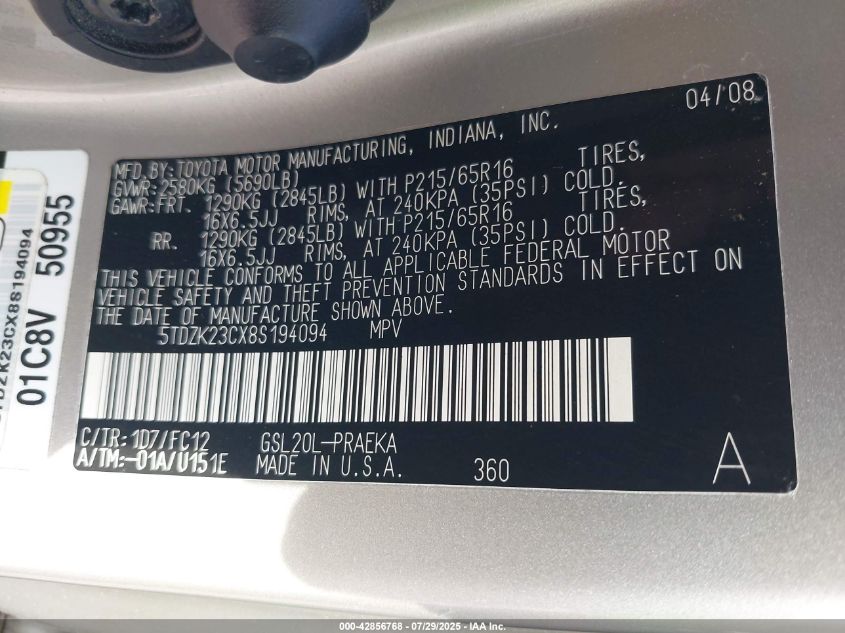 04/08
MFD.BY: TOYOTA MOTOR MANUFACTURING, INDIANA, INC.
GVWR: 2580KG (5690LB)
GAWR: FRT. 1290KG (2845LB) WITH P215/65R16 TIRES,
16X6.5JJ RIMS, AT 240KPA (35PSI) COLD.
RR. 1290KG (2845LB) WITH P215/65R16 TIRES,
16X6.5JJ RIMS, AT 240KPA (35PSI) COLD.
THIS VEHICLE CONFORMS TO ALL APPLICABLE FEDERAL MOTOR
VEHICLE SAFETY AND THEFT PREVENTION STANDARDS IN EFFECT ON
THE DATE OF MANUFACTURE SHOWN ABOVE.
5TDZK23CX8S194094 MPV
C/TR: 1D7/FC12 GSL20L-PRAEKA
A/TM: -01A/U151E MADE IN U.S.A. 360 A
5TDZK23CX8S194094
01C8V 50955
000-42856768 - 07/29/2025 - IAA Inc.